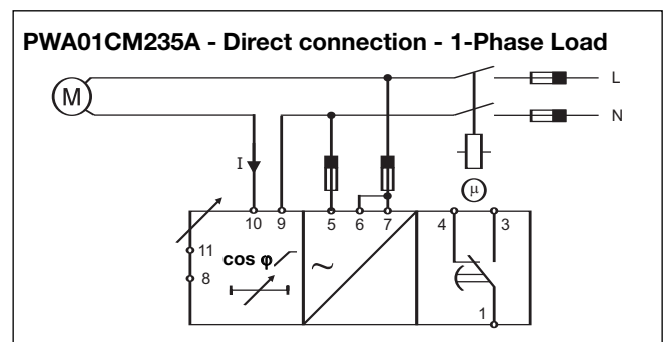 PWA01CM235A - Direct connection - 1-Phase Load
L
M
N
I
µ
10 9 5 6 7 4 3
11
cos φ
~
8
1